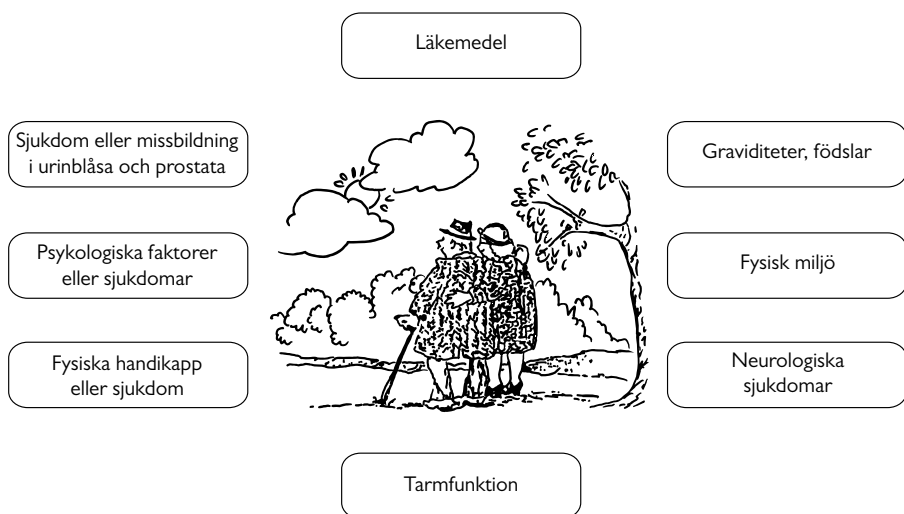 Läkemedel
Sjukdom eller missbildning
i urinblåsa och prostata
Graviditeter, födslar
Psykologiska faktorer
eller sjukdomar
Fysisk miljö
Fysiska handikapp
eller sjukdom
Neurologiska
sjukdomar
Tarmfunktion